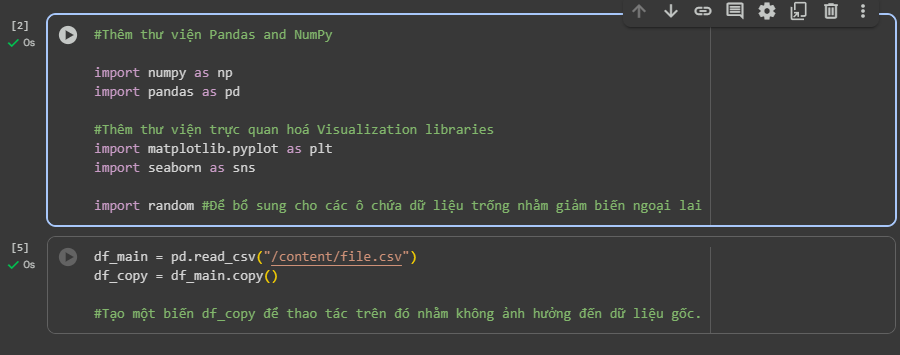 [2]
0s
#Thêm thư viện Pandas and NumPy
import numpy as np
import pandas as pd
#Thêm thư viện trực quan hoá Visualization libraries
import matplotlib.pyplot as plt
import seaborn as sns
import random #Để bổ sung cho các ô chứa dữ liệu trống nhằm giảm biến ngoại lai
[5]
0s
df_main = pd.read_csv("/content/file.csv")
df_copy = df_main.copy()
#Tạo một biến df_copy để thao tác trên đó nhằm không ảnh hưởng đến dữ liệu gốc.